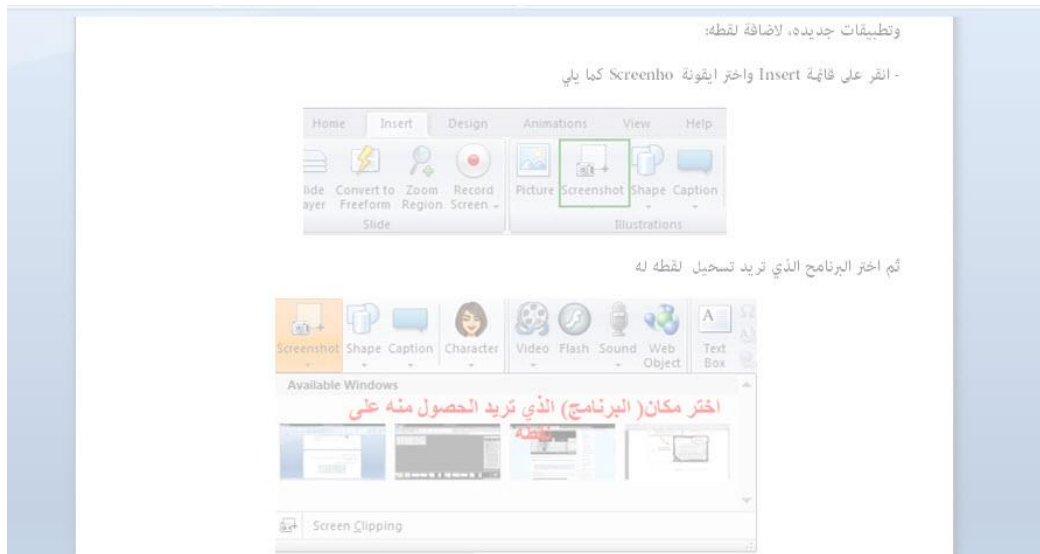 وتطبيقات جديده، لاضافة لقطه:
- انقر على قائمة Insert واختر ايقونة Screenho كما يلي
Home Insert Design Animations View Help
lide Convert to Zoom Record Picture Screenshot Shape Caption
ayer Freeform Region Screen
Slide Illustrations
ثم اختر البرنامج الذي تريد تسجيل لقطه له
Screenshot Shape Caption Character Video Flash Sound Web Text
Object Box
Available Windows
اختر مكان( البرنامج) الذي تريد الحصول منه على
لقطه
Screen Clipping